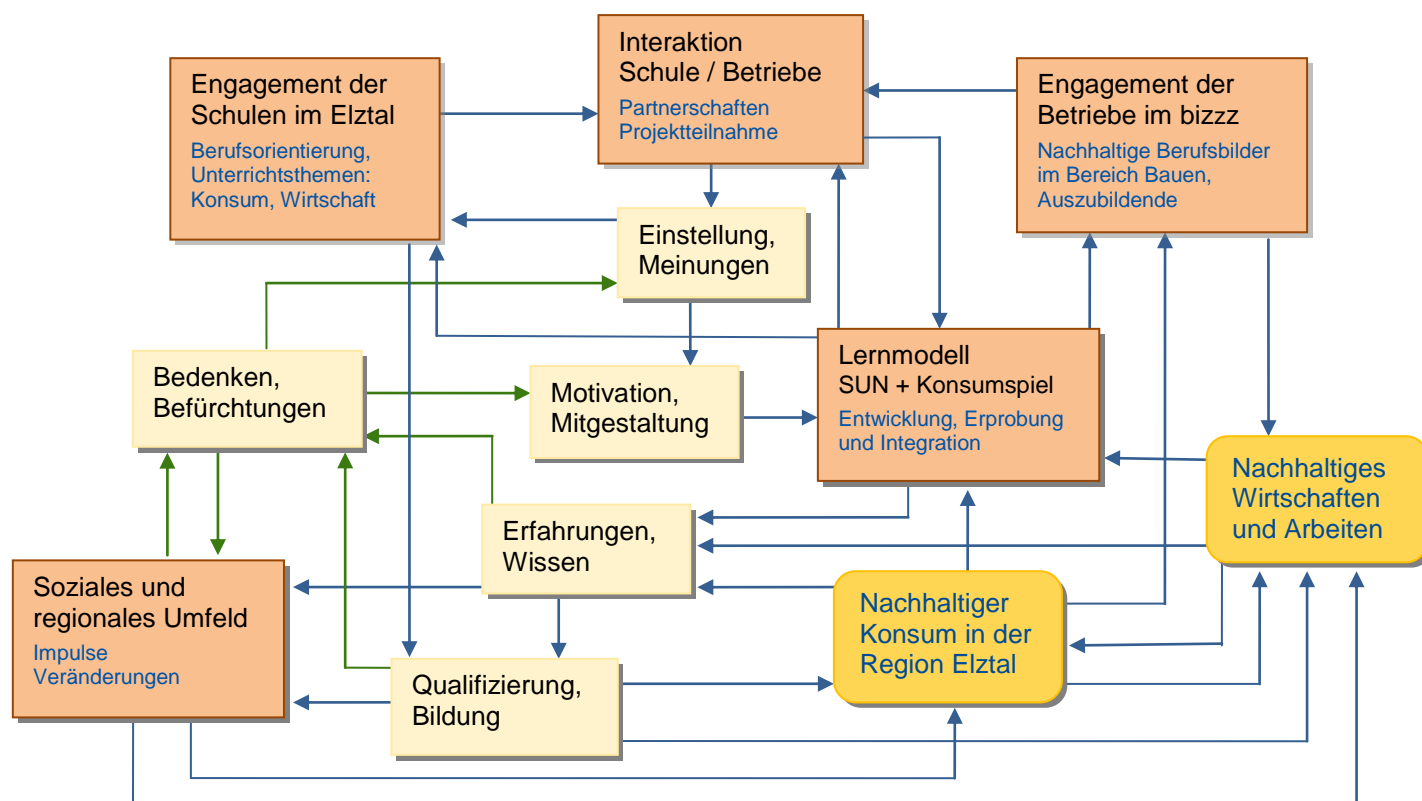 Interaktion
Schule / Betriebe
Partnerschaften
Projektteilnahme
Engagement der
Schulen im Elztal
Berufsorientierung,
Unterrichtsthemen:
Konsum, Wirtschaft
Engagement der
Betriebe im bizzz
Nachhaltige Berufsbilder
im Bereich Bauen,
Auszubildende
Einstellung,
Meinungen
Bedenken,
Befürchtungen
Motivation,
Mitgestaltung
Lernmodell
SUN + Konsumspiel
Entwicklung, Erprobung
und Integration
Nachhaltiges
Wirtschaften
und Arbeiten
Erfahrungen,
Wissen
Soziales und
regionales Umfeld
Impulse
Veränderungen
Nachhaltiger
Konsum in der
Region Elztal
Qualifizierung,
Bildung